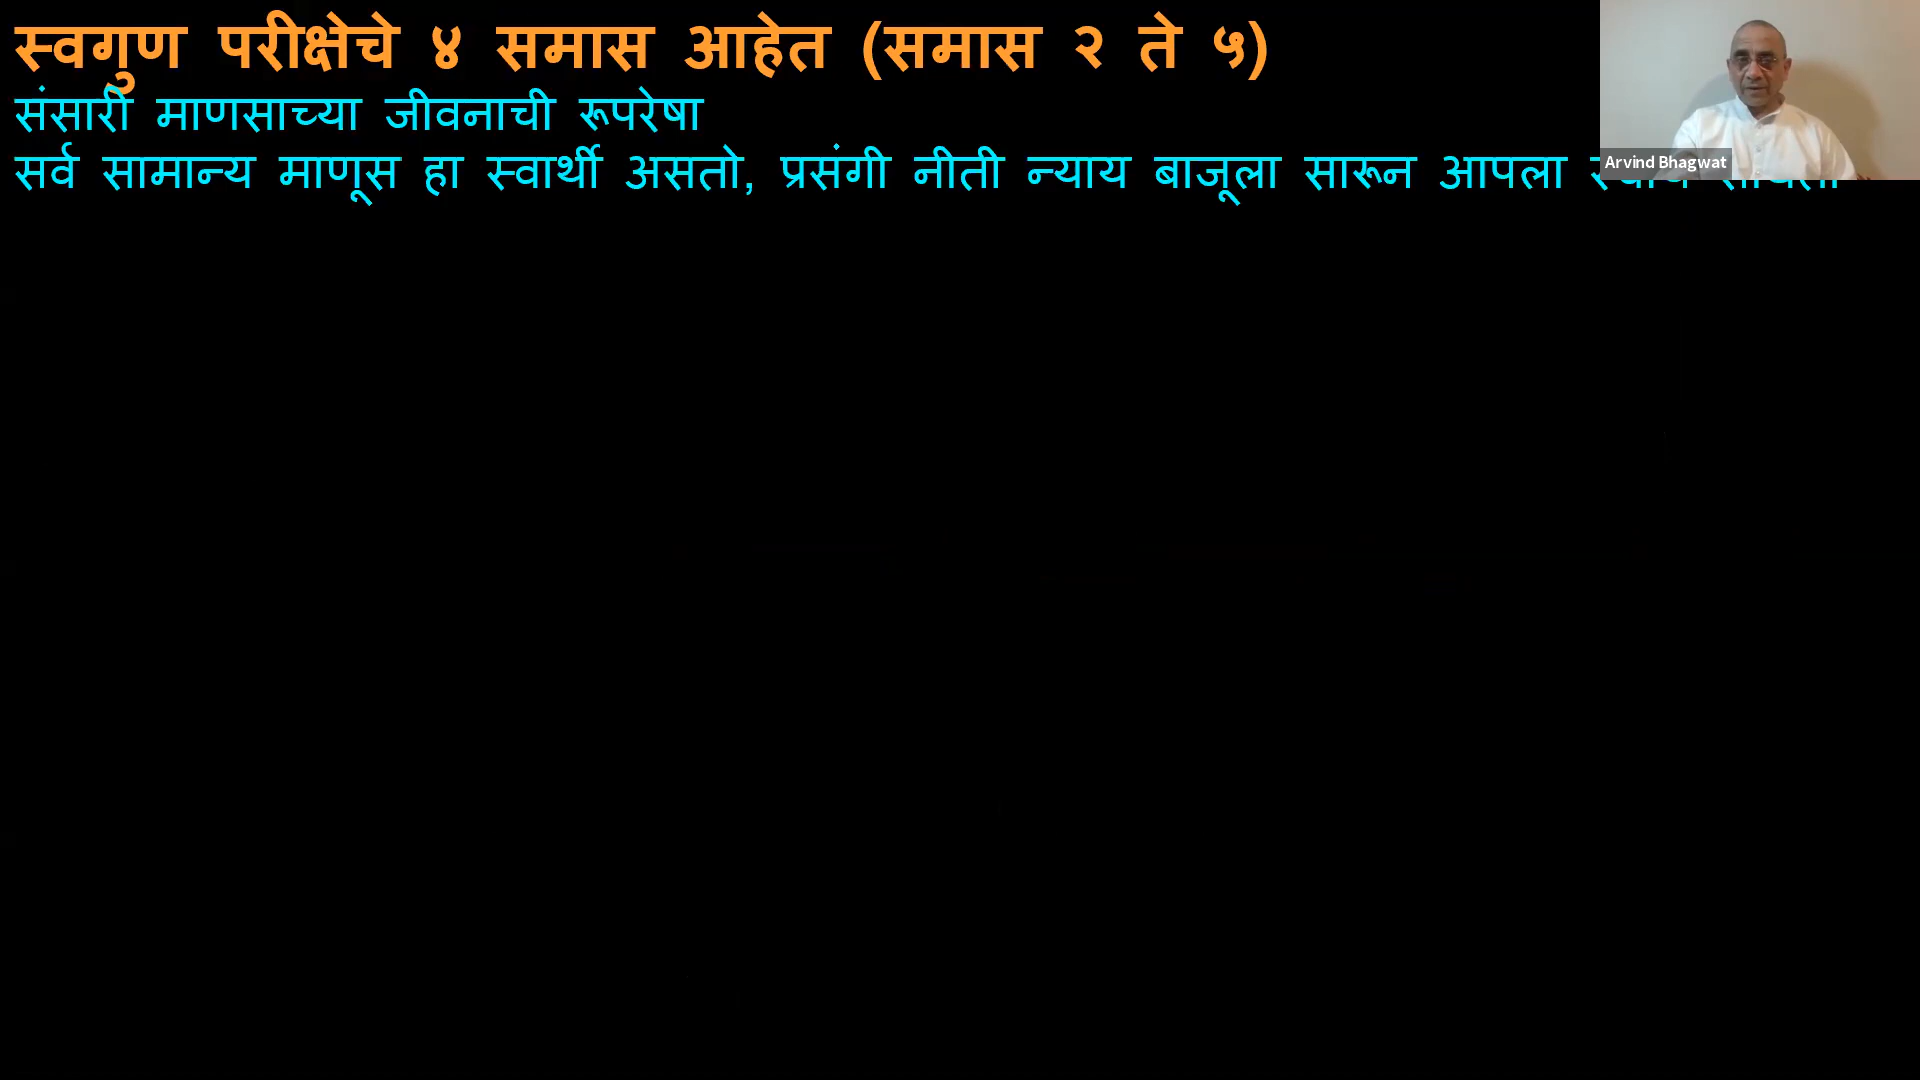 स्वगुण परीक्षेचे ४ समास आहेत (समास २ ते ५)
संसारी माणसाच्या जीवनाची रूपरेषा
सर्व सामान्य माणूस हा स्वार्थी असतो, प्रसंगी नीती न्याय बाजूला सारून आपला
Arvind Bhagwat